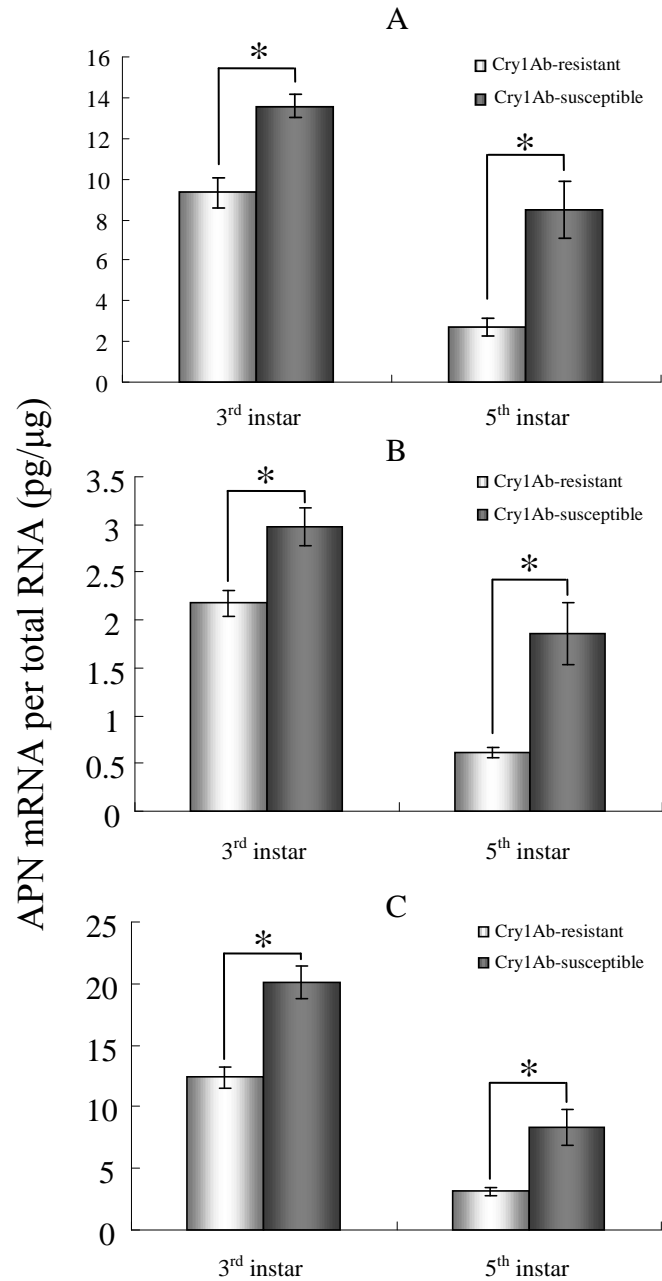 APN mRNA per total RNA (pg/µg)
A
16
14
12
10
8
6
4
2
0
*
*
Cry1Ab-resistant
Cry1Ab-susceptible
3rd instar
5th instar
B
3.5
3
2.5
2
1.5
1
0.5
0
*
*
Cry1Ab-resistant
Cry1Ab-susceptible
3rd instar
5th instar
C
25
20
15
10
5
0
*
*
Cry1Ab-resistant
Cry1Ab-susceptible
3rd instar
5th instar